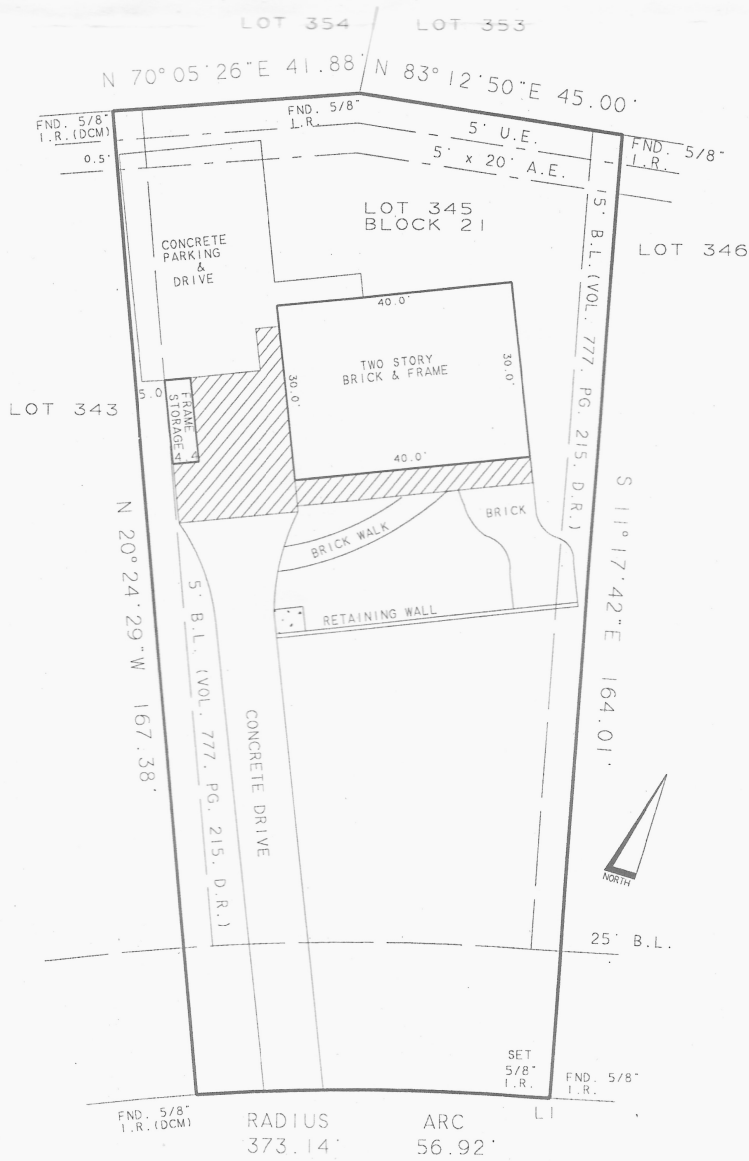 LOT 354 LOT 353
N 70°05'26"E 41.88' N 83°12'50"E 45.00'
FND. 5/8"
I.R.(DCM)
FND. 5/8"
I.R.
5' U.E.
FND. 5/8"
I.R.
0.5'
5' x 20' A.E.
LOT 345
BLOCK 21
LOT 346
CONCRETE
PARKING
&
DRIVE
15' B.L.(VOL. 777. PG. 215. D.R.)
40.0'
TWO STORY
BRICK & FRAME
30.0'
30.0'
40.0'
LOT 343
5.0
FRAME
STORAGE
4.4
N 20°24'29"W 167.38'
S 11°17'42"E 164.01'
BRICK WALK
BRICK
RETAINING WALL
5' B.L. (VOL. 777. PG. 215. D.R.)
CONCRETE DRIVE
NORTH
25' B.L.
SET
5/8"
I.R.
FND. 5/8"
I.R.
FND. 5/8"
I.R.(DCM)
L1
RADIUS ARC
373.14' 56.92'